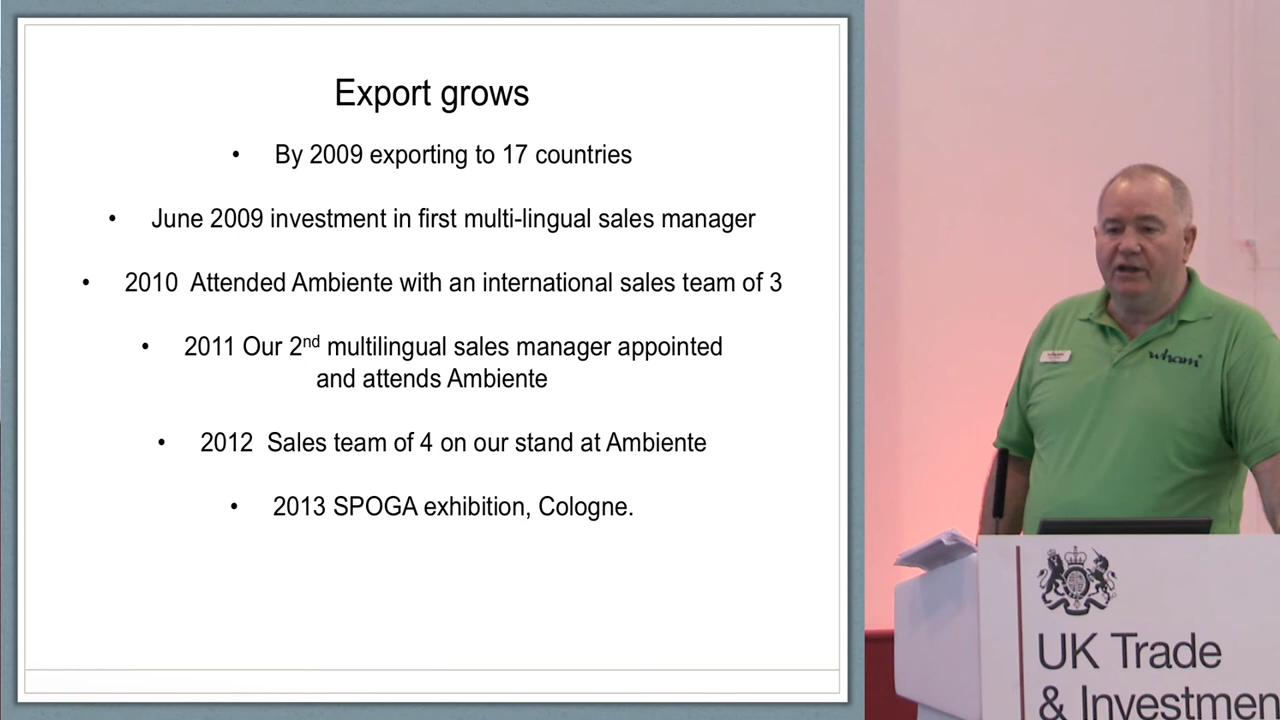 Export grows
• By 2009 exporting to 17 countries
• June 2009 investment in first multi-lingual sales manager
• 2010 Attended Ambiente with an international sales team of 3
• 2011 Our 2nd multilingual sales manager appointed
and attends Ambiente
• 2012 Sales team of 4 on our stand at Ambiente
• 2013 SPOGA exhibition, Cologne.
wham
UK Trade
& Investmen